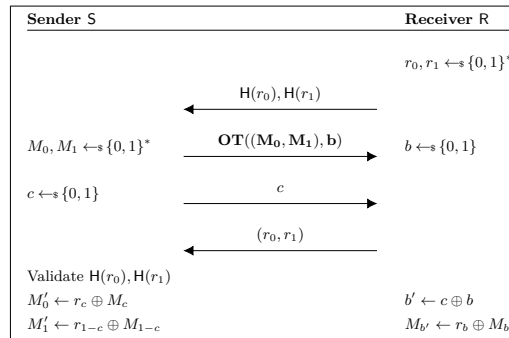 Sender S Receiver R
r₀, r₁ ←$ {0,1}*
H(r₀), H(r₁)
M₀, M₁ ←$ {0,1}* OT((M₀, M₁), b) b ←$ {0,1}
c ←$ {0,1} c
(r₀, r₁)
Validate H(r₀), H(r₁)
M′₀ ← r_c ⊕ M_c b′ ← c ⊕ b
M′₁ ← r₁₋c ⊕ M₁₋c M_b′ ← r_b ⊕ M_b